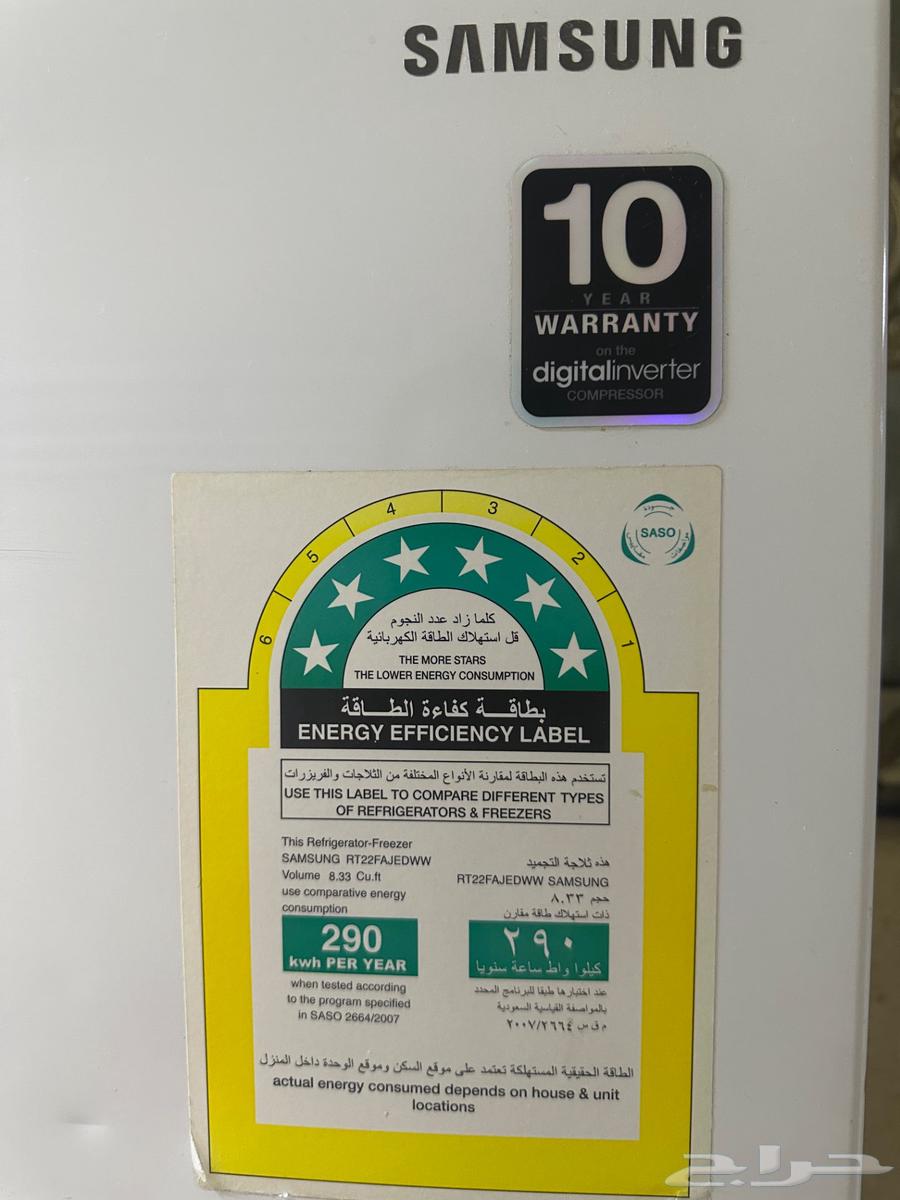 SAMSUNG
10
YEAR
WARRANTY
on the
digitalinverter
COMPRESSOR
جودة
SASO
مواصفات
مقاييس
1
2
3
4
5
6
كلما زاد عدد النجوم
قل استهلاك الطاقة الكهربائية
THE MORE STARS
THE LOWER ENERGY CONSUMPTION
بطاقـــة كفاءة الطــاقة
ENERGY EFFICIENCY LABEL
تستخدم هذه البطاقة لمقارنة الأنواع المختلفة من الثلاجات والفريزرات
USE THIS LABEL TO COMPARE DIFFERENT TYPES
OF REFRIGERATORS & FREEZERS
This Refrigerator-Freezer
SAMSUNG RT22FAJEDWW
Volume 8.33 Cu.ft
use comparative energy
consumption
290
kwh PER YEAR
when tested according
to the program specified
in SASO 2664/2007
هذه ثلاجة التجميد
RT22FAJEDWW SAMSUNG
حجم ٨.٣٣
ذات استهلاك طاقة مقارن
٢٩٠
كيلوا واط ساعة سنويا
عند اختبارها طبقا للبرنامج المحدد
بالمواصفة القياسية السعودية
م ق س ٢٠٠٧/٢٦٦٤
الطاقة الحقيقية المستهلكة تعتمد على موقع السكن وموقع الوحدة داخل المنزل
actual energy consumed depends on house & unit
locations
حراج